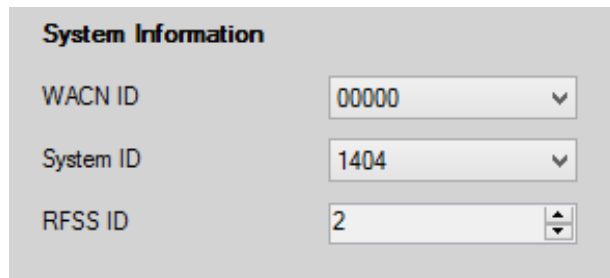 System Information
WACN ID 00000
System ID 1404
RFSS ID 2